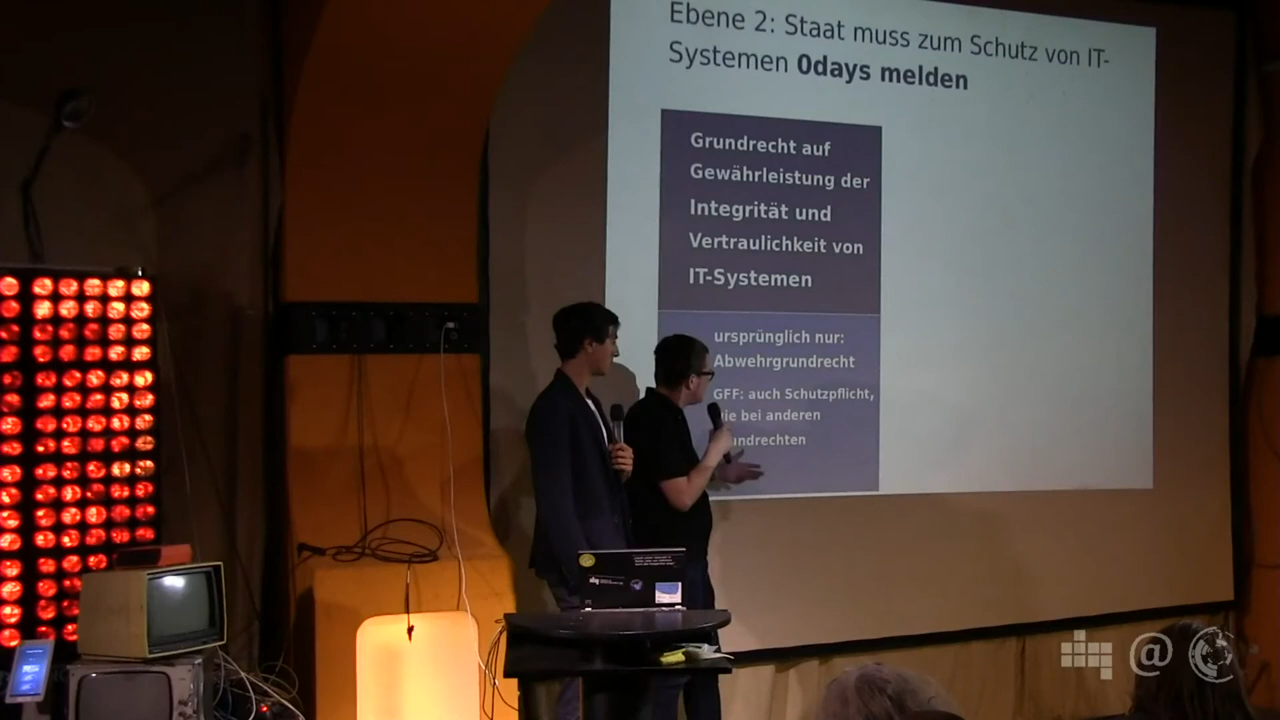 Ebene 2: Staat muss zum Schutz von IT-
Systemen 0days melden
Grundrecht auf
Gewährleistung der
Integrität und
Vertraulichkeit von
IT-Systemen
ursprünglich nur:
Abwehrgrundrecht
GFF: auch Schutzpflicht,
bei anderen
@